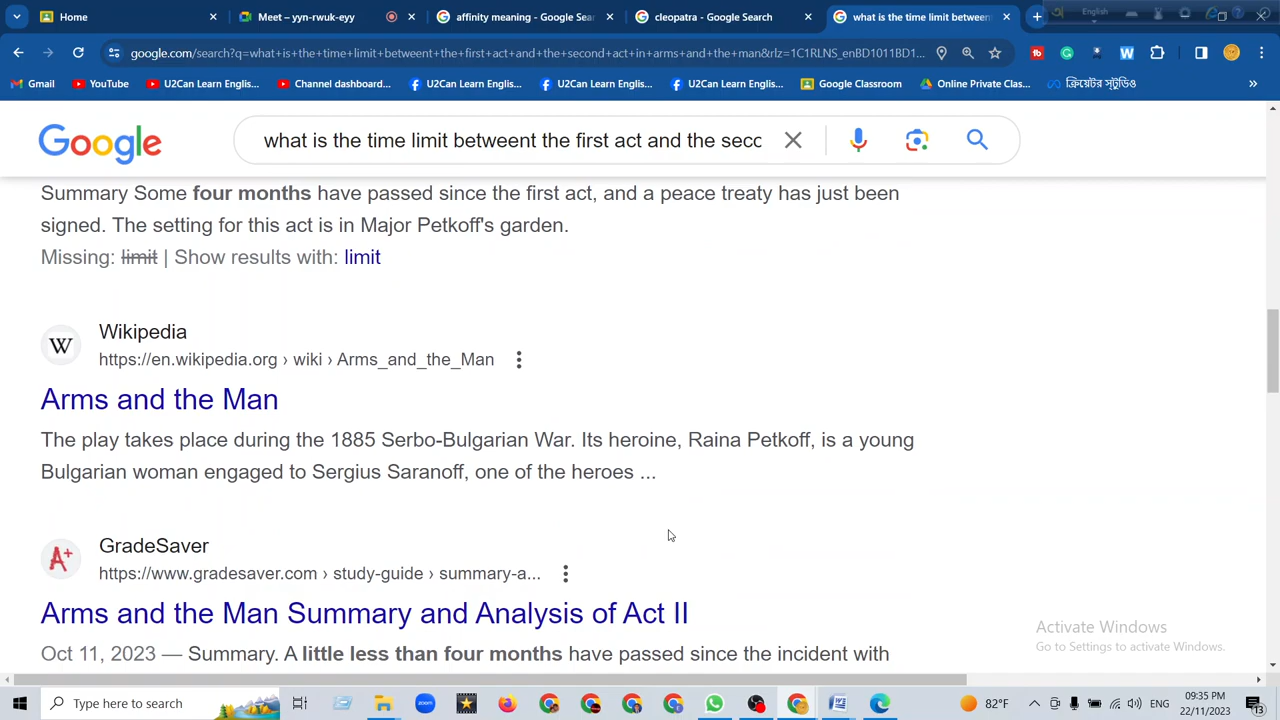 Home
Meet – yyn-rwuk-eyy
affinity meaning - Google Sea
cleopatra - Google Search
what is the time limit between
English
google.com/search?q=what+is+the+time+limit+betweent+the+first+act+and+the+second+act+in+arms+and+the+man&rlz=1C1RLNS_enBD1011BD1...
Gmail
YouTube
U2Can Learn Englis...
Channel dashboard...
U2Can Learn Englis...
U2Can Learn Englis...
U2Can Learn Englis...
Google Classroom
Online Private Clas...
ক্রিয়েটর স্টুডিও
»
Google
what is the time limit betweent the first act and the secc
Summary Some four months have passed since the first act, and a peace treaty has just been
signed. The setting for this act is in Major Petkoff's garden.
Missing: limit | Show results with: limit
W
Wikipedia
https://en.wikipedia.org › wiki › Arms_and_the_Man
Arms and the Man
The play takes place during the 1885 Serbo-Bulgarian War. Its heroine, Raina Petkoff, is a young
Bulgarian woman engaged to Sergius Saranoff, one of the heroes ...
A+
GradeSaver
https://www.gradesaver.com › study-guide › summary-a...
Arms and the Man Summary and Analysis of Act II
Oct 11, 2023 — Summary. A little less than four months have passed since the incident with
Activate Windows
Go to Settings to activate Windows.
Type here to search
zoom
82°F
ENG
09:35 PM
22/11/2023
13